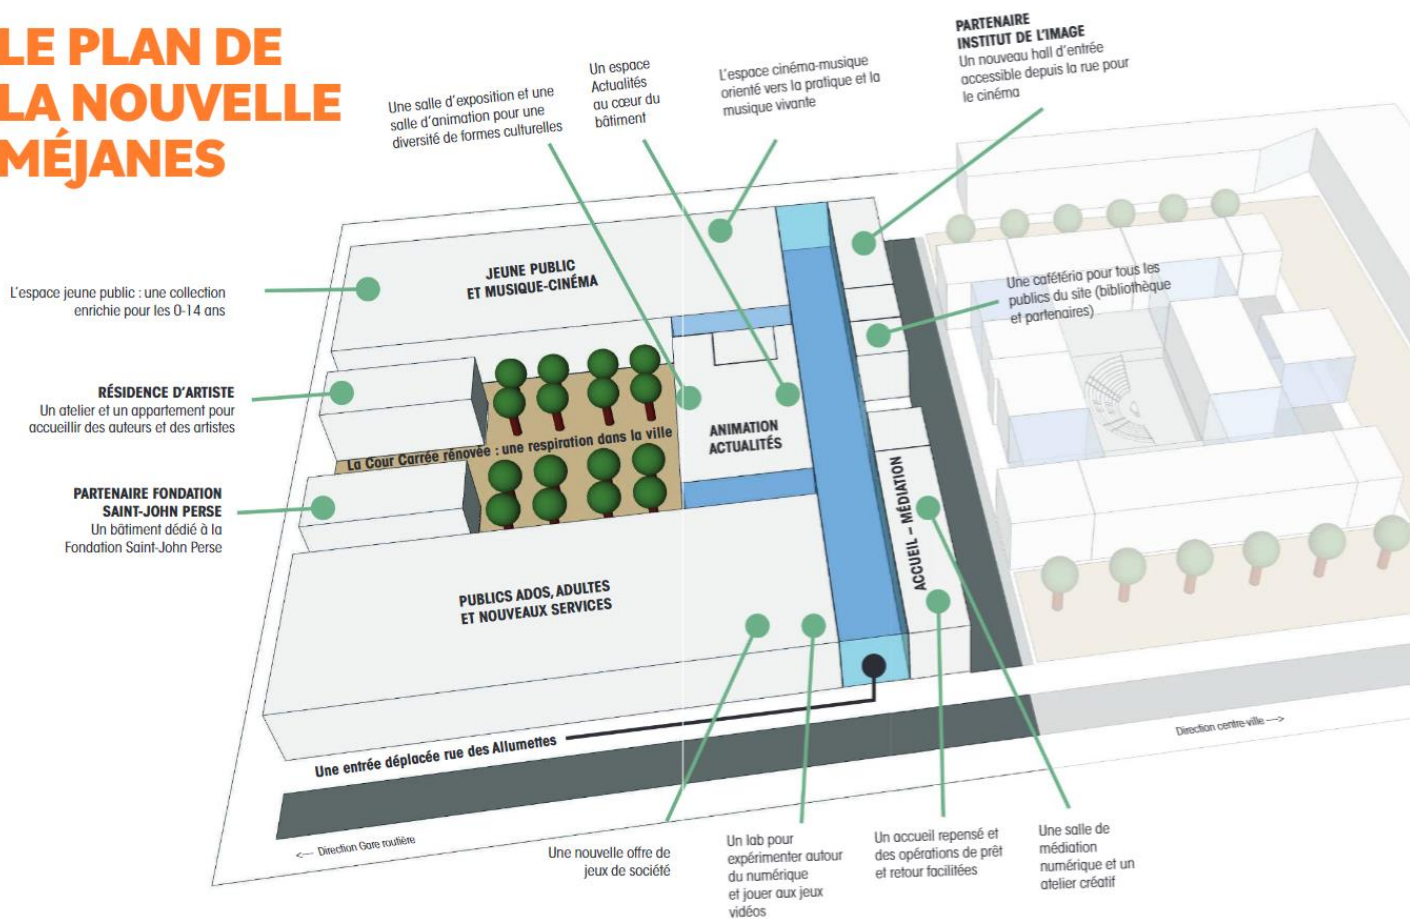 LE PLAN DE
LA NOUVELLE
MÉJANES
Une salle d'exposition et une
salle d'animation pour une
diversité de formes culturelles
Un espace
Actualités
au cœur du
bâtiment
L'espace cinéma-musique
orienté vers la pratique et la
musique vivante
PARTENAIRE
INSTITUT DE L'IMAGE
Un nouveau hall d'entrée
accessible depuis la rue pour
le cinéma
JEUNE PUBLIC
ET MUSIQUE-CINÉMA
L'espace jeune public : une collection
enrichie pour les 0-14 ans
Une cafétéria pour tous les
publics du site (bibliothèque
et partenaires)
RÉSIDENCE D'ARTISTE
Un atelier et un appartement pour
accueillir des auteurs et des artistes
La Cour Carrée rénovée : une respiration dans la ville
ANIMATION
ACTUALITÉS
PARTENAIRE FONDATION
SAINT-JOHN PERSE
Un bâtiment dédié à la
Fondation Saint-John Perse
ACCUEIL – MÉDIATION
PUBLICS ADOS, ADULTES
ET NOUVEAUX SERVICES
Une entrée déplacée rue des Allumettes
Direction centre-ville —>
<— Direction Gare routière
Une nouvelle offre de
jeux de société
Un lab pour
expérimenter autour
du numérique
et jouer aux jeux
vidéos
Un accueil repensé et
des opérations de prêt
et retour facilitées
Une salle de
médiation
numérique et un
atelier créatif